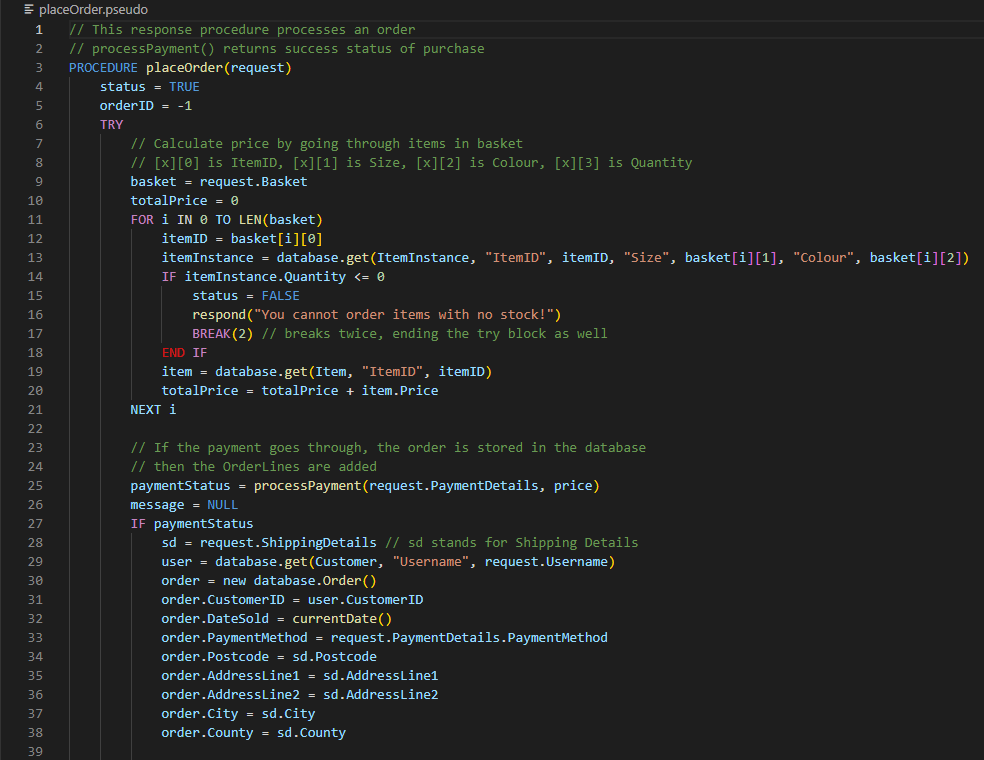 placeOrder.pseudo
1 // This response procedure processes an order
2 // processPayment() returns success status of purchase
3 PROCEDURE placeOrder(request)
4     status = TRUE
5     orderID = -1
6     TRY
7         // Calculate price by going through items in basket
8         // [x][0] is ItemID, [x][1] is Size, [x][2] is Colour, [x][3] is Quantity
9         basket = request.Basket
10         totalPrice = 0
11         FOR i IN 0 TO LEN(basket)
12             itemID = basket[i][0]
13             itemInstance = database.get(ItemInstance, "ItemID", itemID, "Size", basket[i][1], "Colour", basket[i][2])
14             IF itemInstance.Quantity <= 0
15                 status = FALSE
16                 respond("You cannot order items with no stock!")
17                 BREAK(2) // breaks twice, ending the try block as well
18             END IF
19             item = database.get(Item, "ItemID", itemID)
20             totalPrice = totalPrice + item.Price
21         NEXT i
22
23         // If the payment goes through, the order is stored in the database
24         // then the OrderLines are added
25         paymentStatus = processPayment(request.PaymentDetails, price)
26         message = NULL
27         IF paymentStatus
28             sd = request.ShippingDetails // sd stands for Shipping Details
29             user = database.get(Customer, "Username", request.Username)
30             order = new database.Order()
31             order.CustomerID = user.CustomerID
32             order.DateSold = currentDate()
33             order.PaymentMethod = request.PaymentDetails.PaymentMethod
34             order.Postcode = sd.Postcode
35             order.AddressLine1 = sd.AddressLine1
36             order.AddressLine2 = sd.AddressLine2
37             order.City = sd.City
38             order.County = sd.County
39